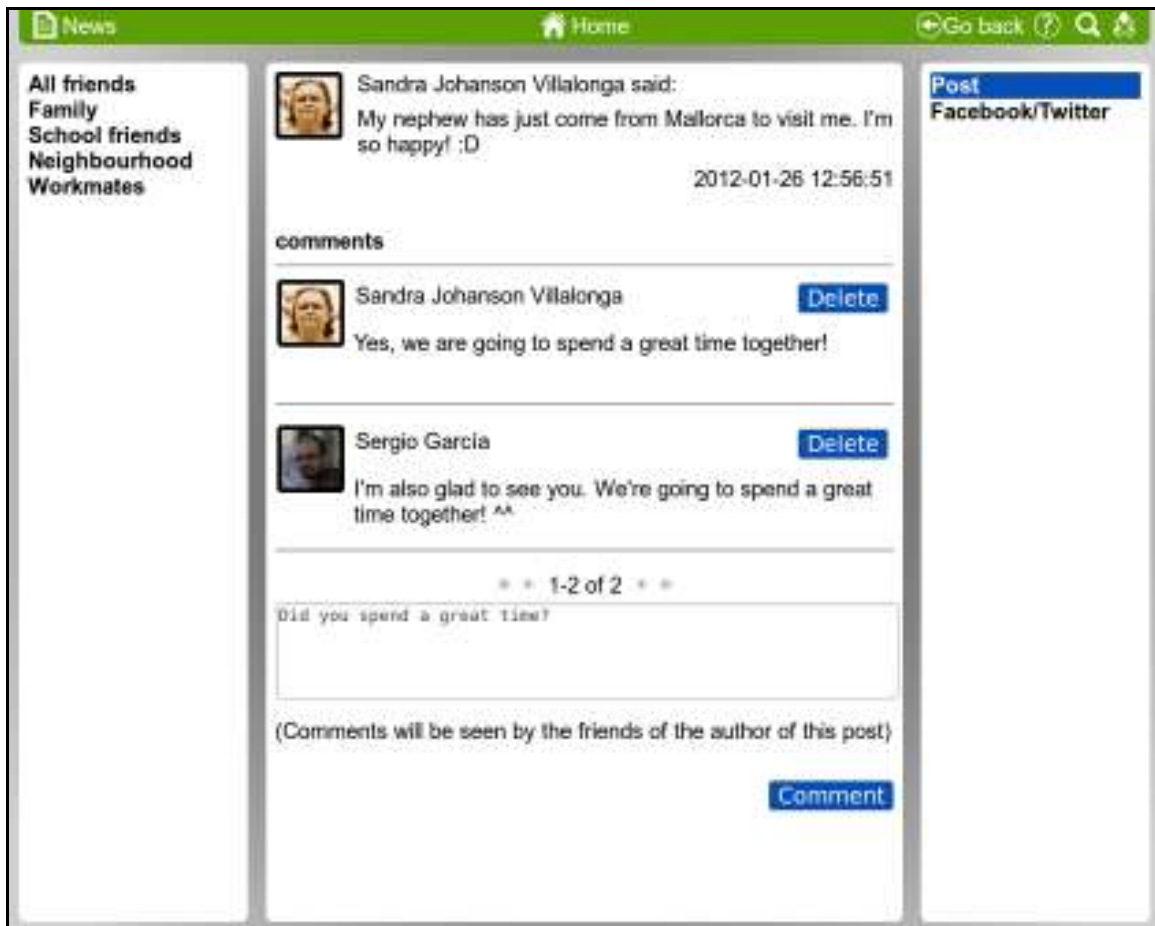 News
Home
Go back
All friends
Family
School friends
Neighbourhood
Workmates
Sandra Johanson Villalonga said:
My nephew has just come from Mallorca to visit me. I'm
so happy! :D
2012-01-26 12:56:51
comments
Sandra Johanson Villalonga
Delete
Yes, we are going to spend a great time together!
Sergio García
Delete
I'm also glad to see you. We're going to spend a great
time together! ^^
1-2 of 2
Did you spend a great time?
(Comments will be seen by the friends of the author of this post)
Comment
Post
Facebook/Twitter